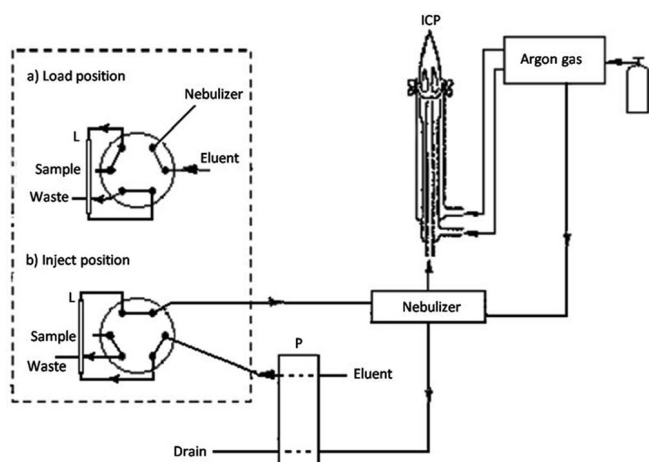 ICP
Argon gas
a) Load position
Nebulizer
L
Sample
Eluent
Waste
b) Inject position
L
Nebulizer
Sample
P
Waste
Eluent
Drain